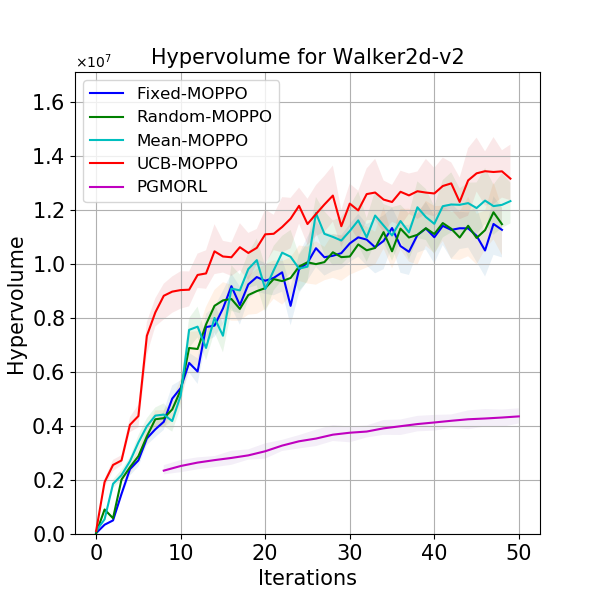 Hypervolume for Walker2d-v2
×10⁷
Fixed-MOPPO
Random-MOPPO
Mean-MOPPO
UCB-MOPPO
PGMORL
Hypervolume
1.6
1.4
1.2
1.0
0.8
0.6
0.4
0.2
0.0
0 10 20 30 40 50
Iterations